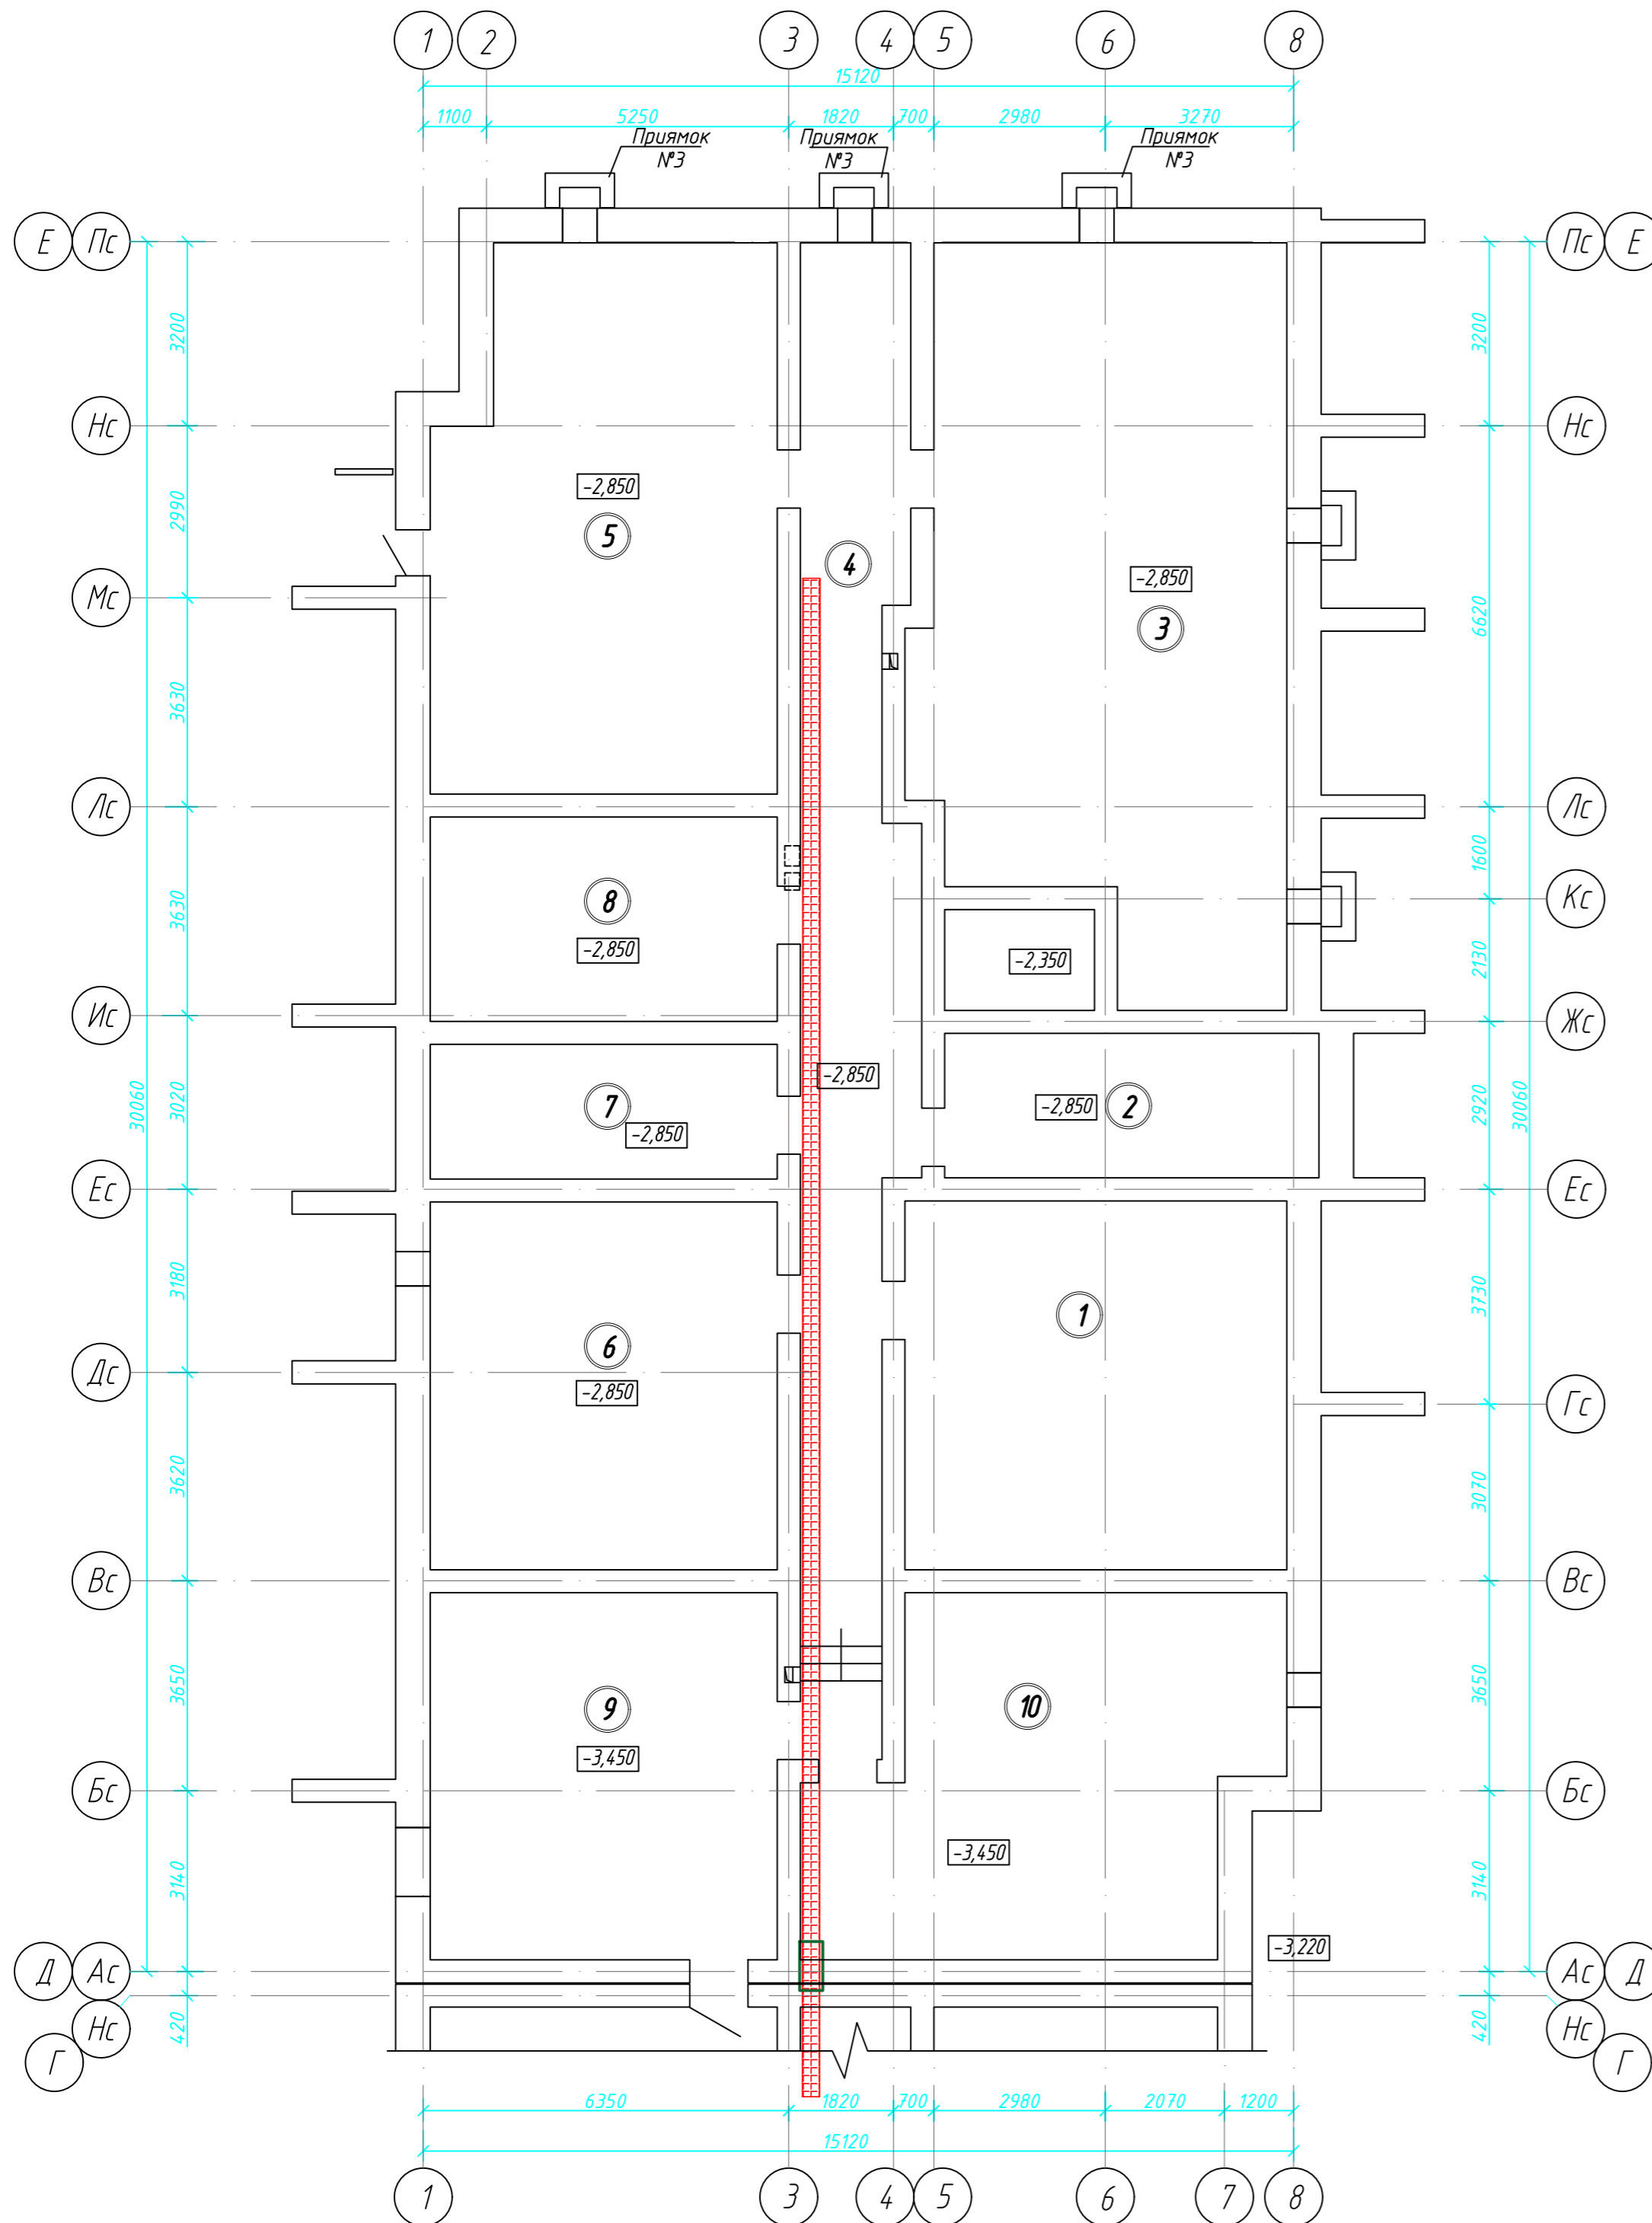 1 2 3 4 5 6 8
15120
1100 5250 1820 700 2980 3270
Приямок Приямок Приямок
№3 №3 №3
Е Пс Пс Е
3200 3200
Нс Нс
-2,850
2990
5
4
-2,850
Мс
6620
3
3630
Лс Лс
1600
8
Кс
3630
-2,850
-2,350
2130
Ис Жс
-2,850
30060 3020
7
-2,850
2
2920 30060
-2,850
Ес Ес
3180
1
3730
6
Дс
-2,850
Гс
3620
3070
Вс Вс
3650
9
10
3650
-3,450
Бс Бс
-3,450
3140 3140
-3,220
Д Ас Ас Д
420 420
Нс Нс
Г Г
6350 1820 700 2980 2070 1200
15120
1 3 4 5 6 7 8